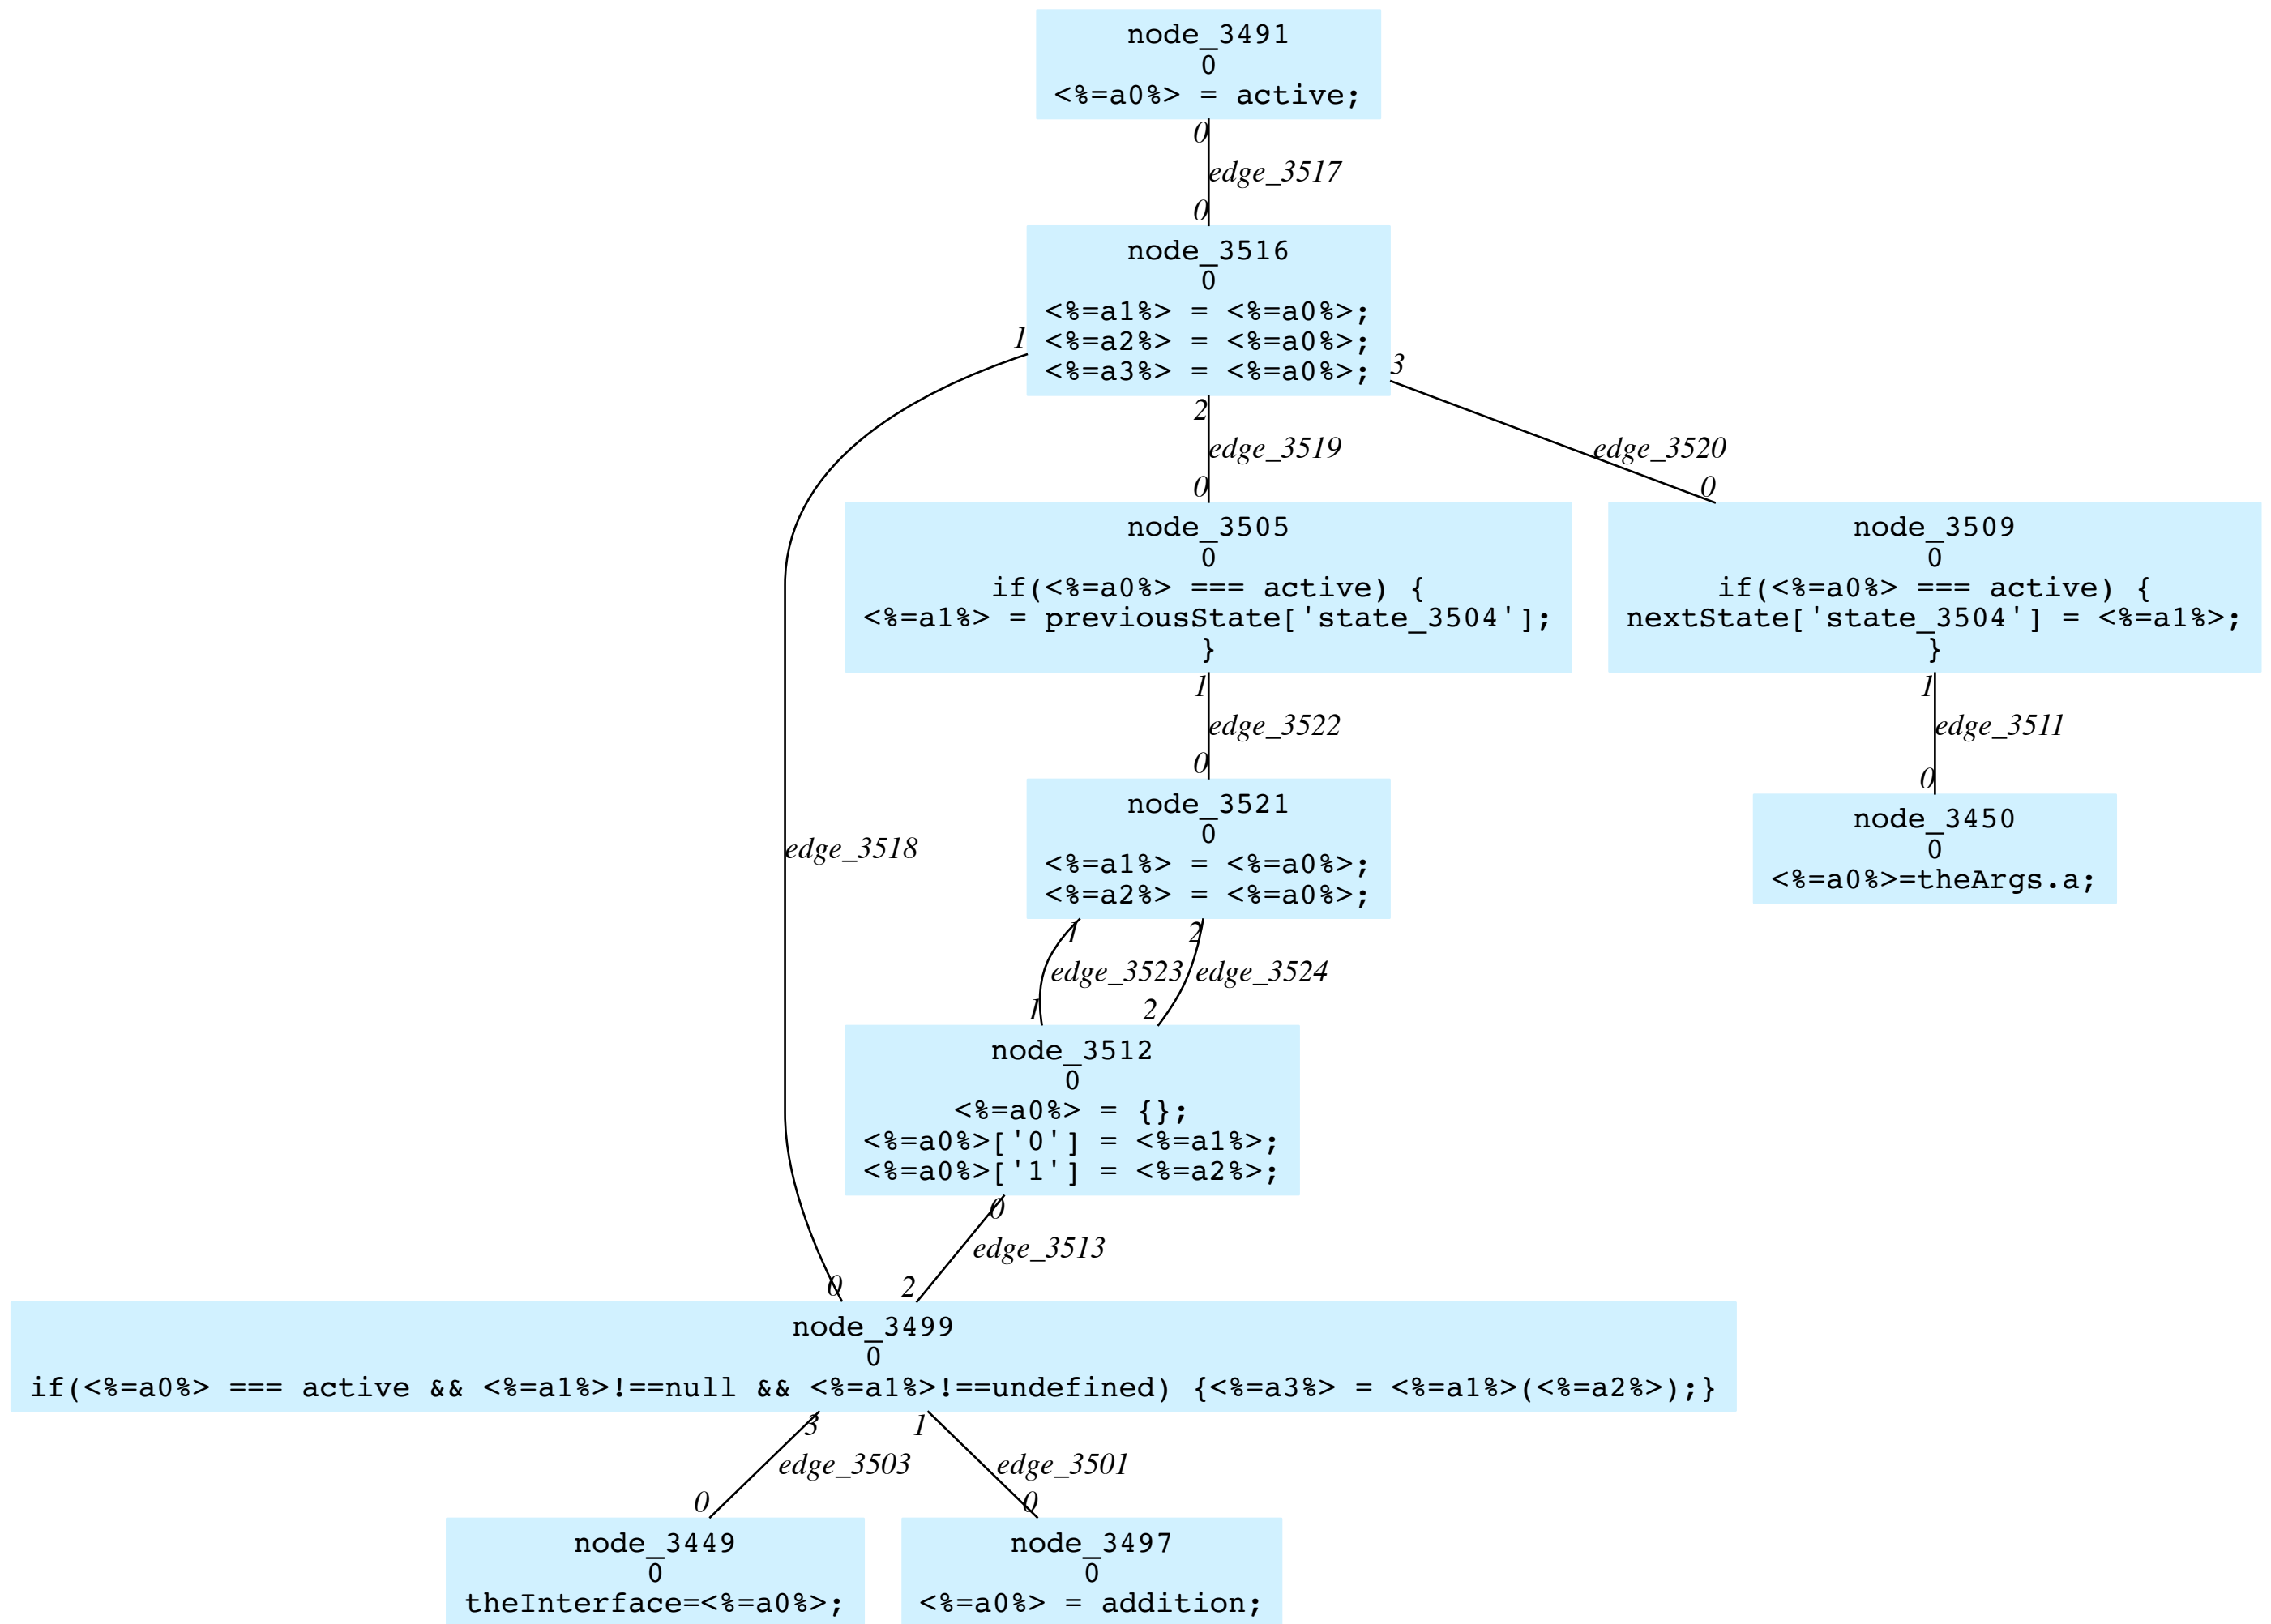 node_3491
0
<%=a0%> = active;
0
edge_3517
0
node_3516
0
<%=a1%> = <%=a0%>;
<%=a2%> = <%=a0%>;
<%=a3%> = <%=a0%>;
1
3
2
edge_3519
edge_3520
0
0
node_3505
0
if(<%=a0%> === active) {
<%=a1%> = previousState['state_3504'];
}
node_3509
0
if(<%=a0%> === active) {
nextState['state_3504'] = <%=a1%>;
}
1
1
edge_3522
edge_3511
0
0
node_3521
0
<%=a1%> = <%=a0%>;
<%=a2%> = <%=a0%>;
node_3450
0
<%=a0%>=theArgs.a;
edge_3518
1
2
edge_3523
edge_3524
1
2
node_3512
0
<%=a0%> = {};
<%=a0%>['0'] = <%=a1%>;
<%=a0%>['1'] = <%=a2%>;
0
edge_3513
0
2
node_3499
0
if(<%=a0%> === active && <%=a1%>!==null && <%=a1%>!==undefined) {<%=a3%> = <%=a1%>(<%=a2%>);}
3
1
edge_3503
edge_3501
0
0
node_3449
0
theInterface=<%=a0%>;
node_3497
0
<%=a0%> = addition;